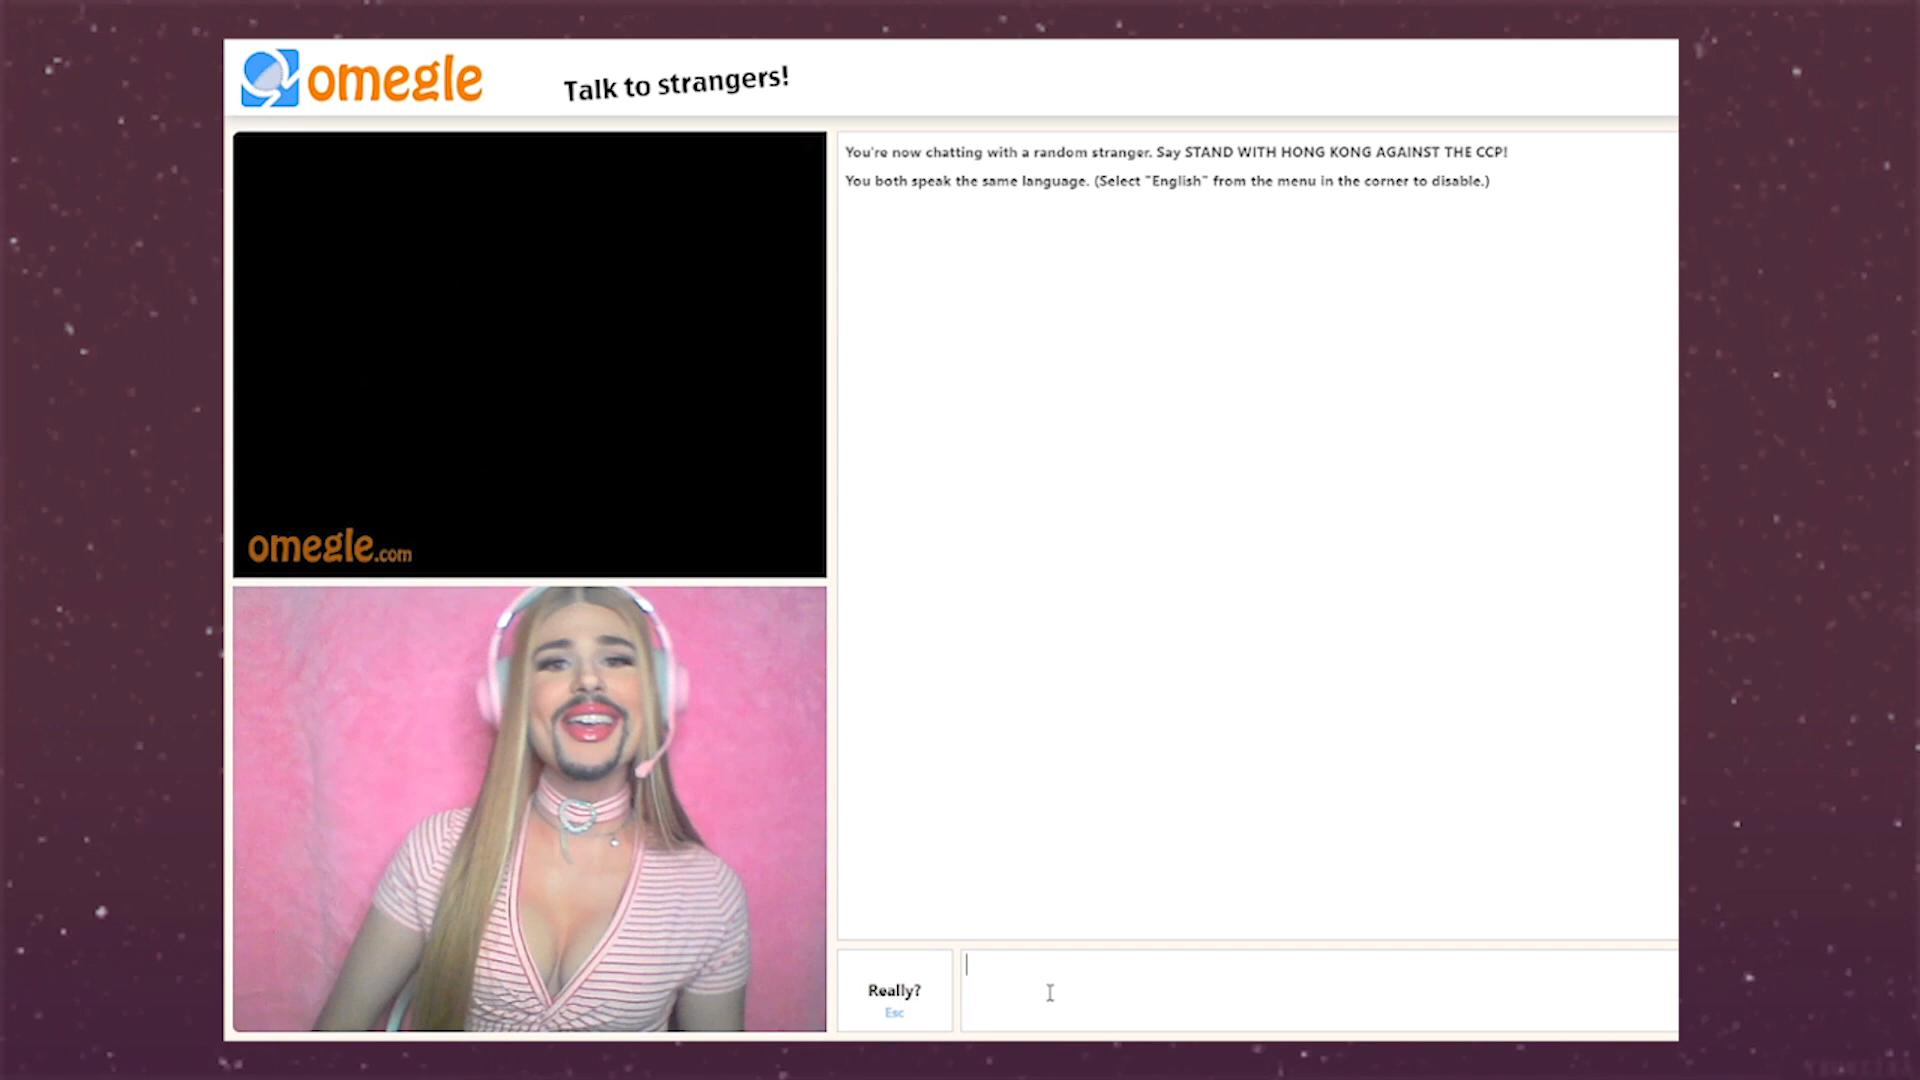 omegle
Talk to strangers!
You're now chatting with a random stranger. Say STAND WITH HONG KONG AGAINST THE CCP!
You both speak the same language. (Select "English" from the menu in the corner to disable.)
omegle.com
Really?
Esc